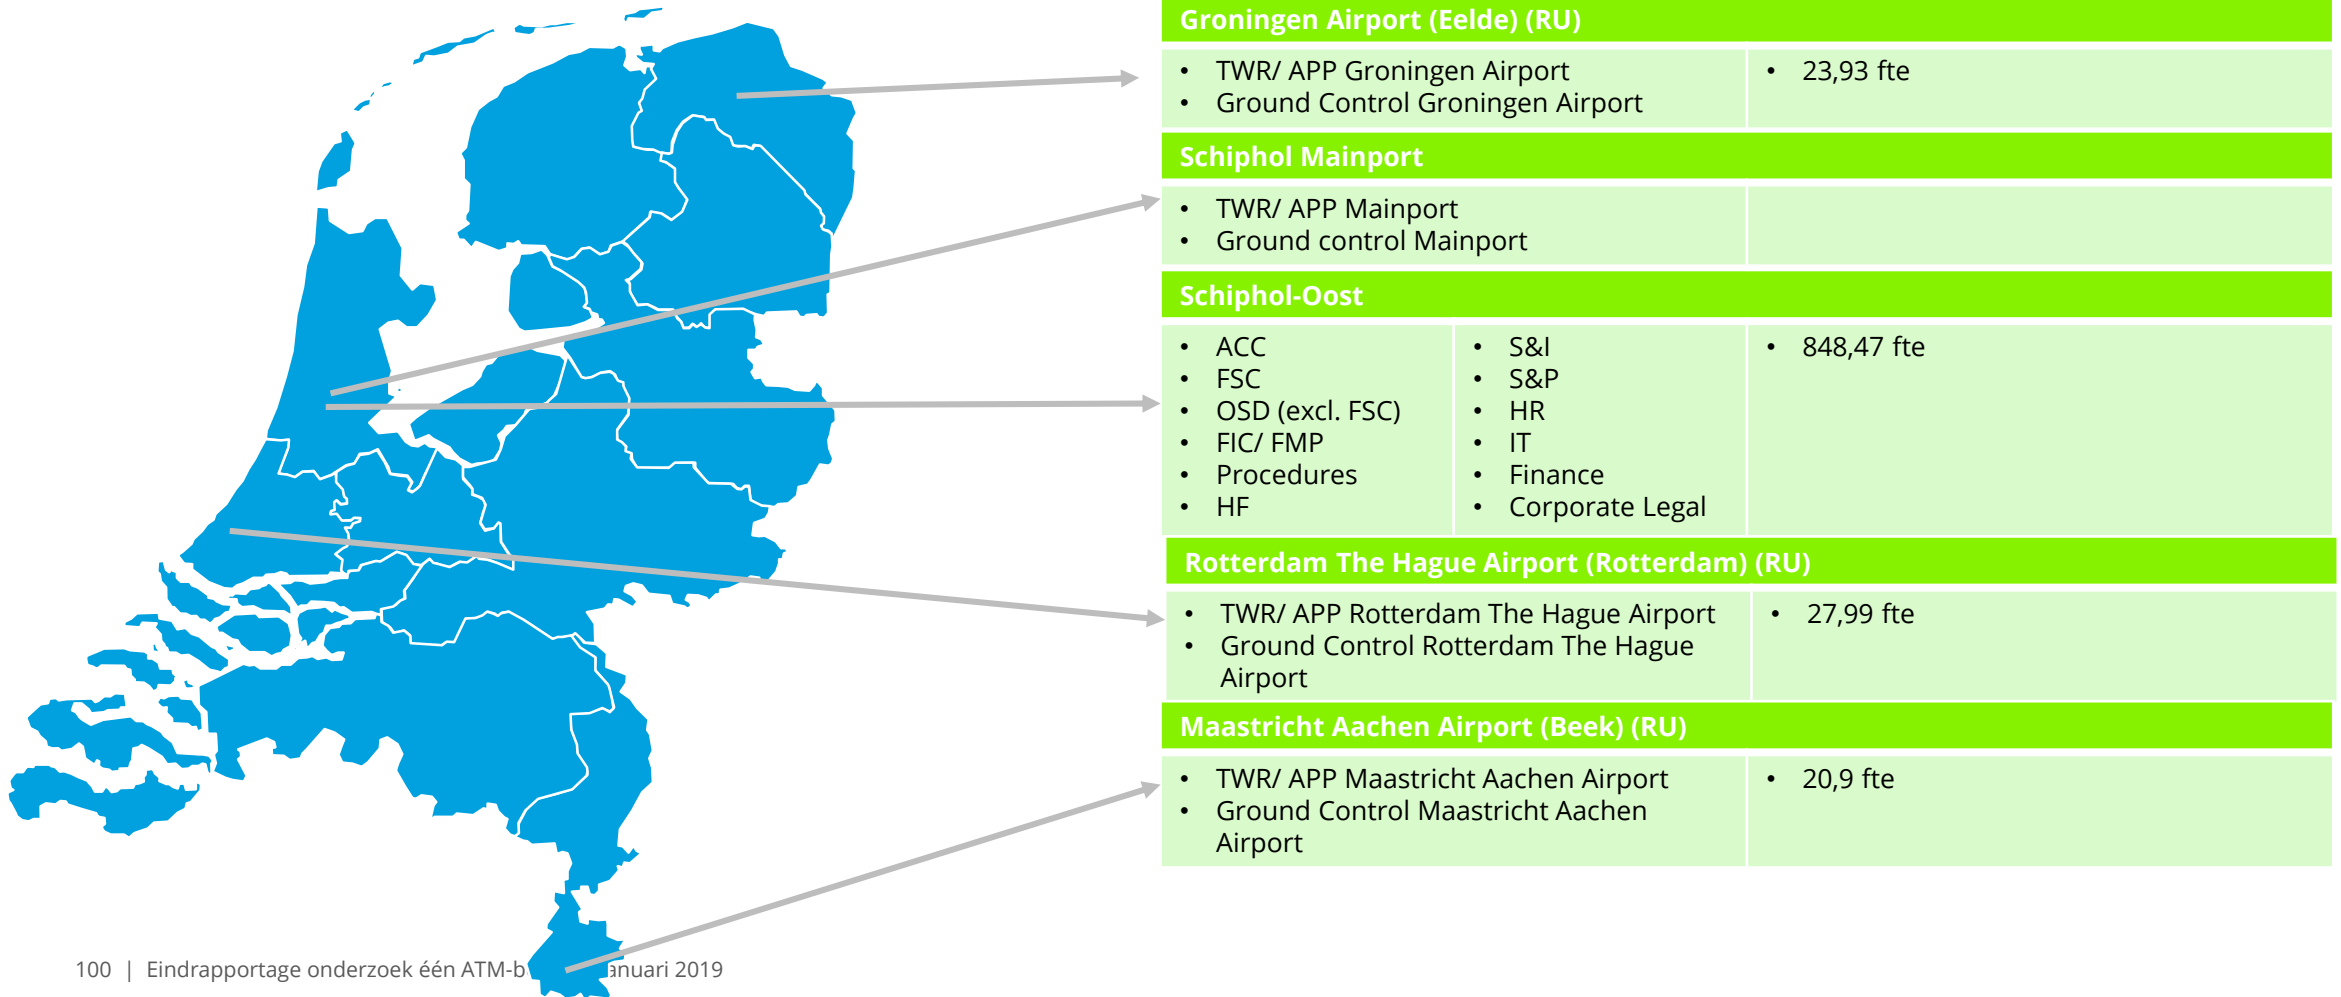 Groningen Airport (Eelde) (RU)
• TWR/ APP Groningen Airport
• Ground Control Groningen Airport
• 23,93 fte
Schiphol Mainport
• TWR/ APP Mainport
• Ground control Mainport
Schiphol-Oost
• ACC
• FSC
• OSD (excl. FSC)
• FIC/ FMP
• Procedures
• HF
• S&I
• S&P
• HR
• IT
• Finance
• Corporate Legal
• 848,47 fte
Rotterdam The Hague Airport (Rotterdam) (RU)
• TWR/ APP Rotterdam The Hague Airport
• Ground Control Rotterdam The Hague
Airport
• 27,99 fte
Maastricht Aachen Airport (Beek) (RU)
• TWR/ APP Maastricht Aachen Airport
• Ground Control Maastricht Aachen
Airport
• 20,9 fte
100 | Eindrapportage onderzoek één 2019